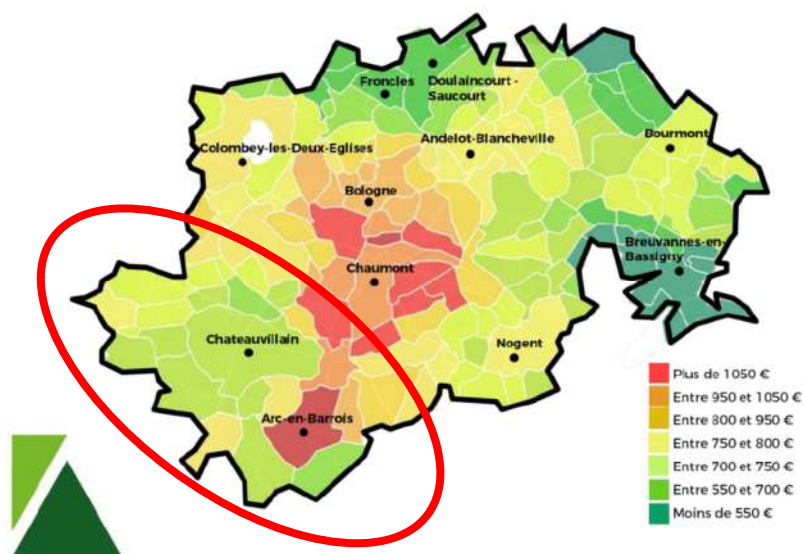 Froncles
Doulaincourt -
Saucourt
Colombey-les-Deux-Eglises
Andelot-Blancheville
Bourmont
Bologne
Breuvannes-en-
Bassigny
Chaumont
Chateauvillain
Nogent
Arc-en-Barrois
Plus de 1050 €
Entre 950 et 1050 €
Entre 800 et 950 €
Entre 750 et 800 €
Entre 700 et 750 €
Entre 550 et 700 €
Moins de 550 €